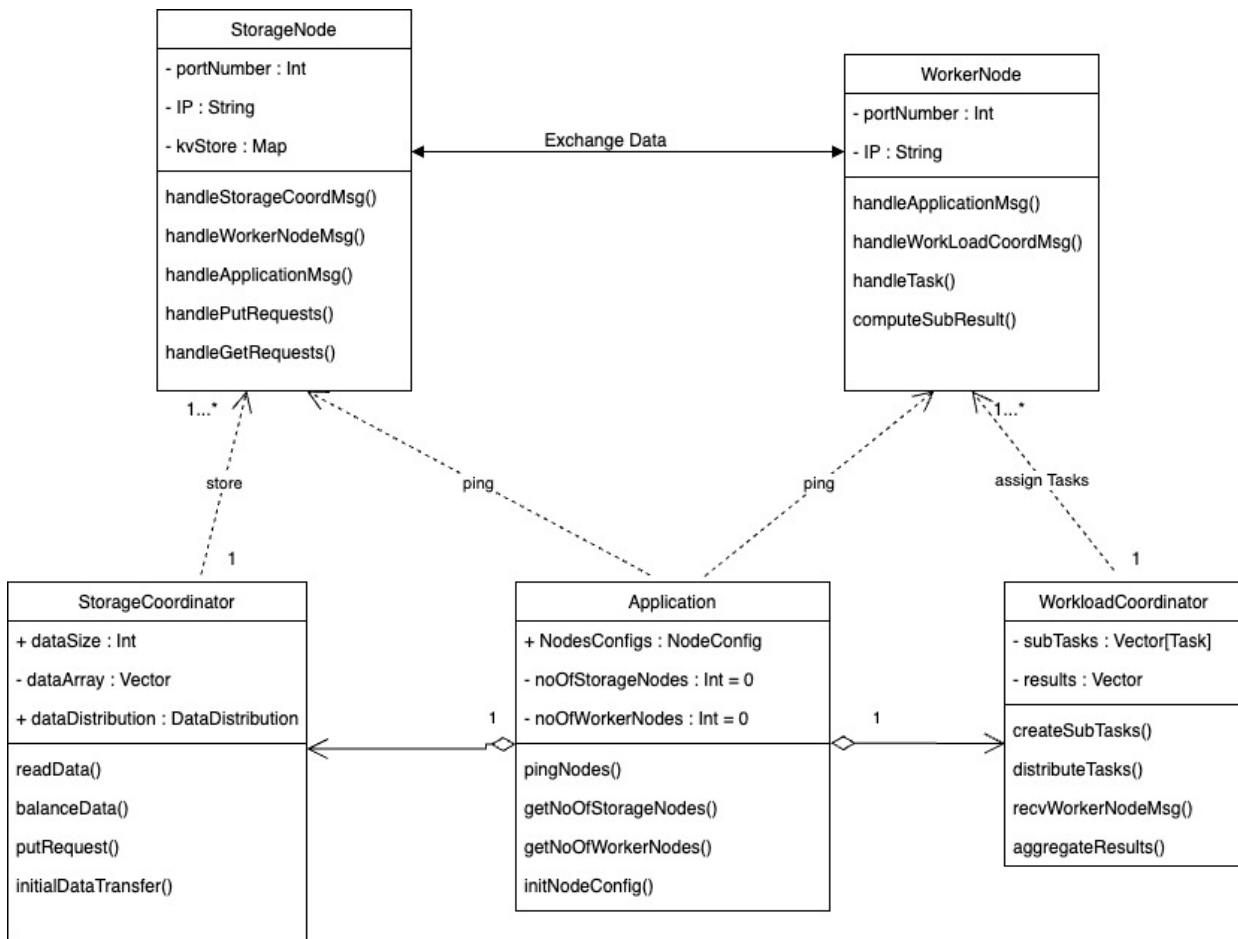 StorageNode
- portNumber : Int
- IP : String
- kvStore : Map
handleStorageCoordMsg()
handleWorkerNodeMsg()
handleApplicationMsg()
handlePutRequests()
handleGetRequests()
Exchange Data
WorkerNode
- portNumber : Int
- IP : String
handleApplicationMsg()
handleWorkLoadCoordMsg()
handleTask()
computeSubResult()
1...*
1...*
store
ping
ping
assign Tasks
1
1
StorageCoordinator
+ dataSize : Int
- dataArray : Vector
+ dataDistribution : DataDistribution
readData()
balanceData()
putRequest()
initialDataTransfer()
1
Application
+ NodesConfigs : NodeConfig
- noOfStorageNodes : Int = 0
- noOfWorkerNodes : Int = 0
pingNodes()
getNoOfStorageNodes()
getNoOfWorkerNodes()
initNodeConfig()
1
WorkloadCoordinator
- subTasks : Vector[Task]
- results : Vector
createSubTasks()
distributeTasks()
recvWorkerNodeMsg()
aggregateResults()